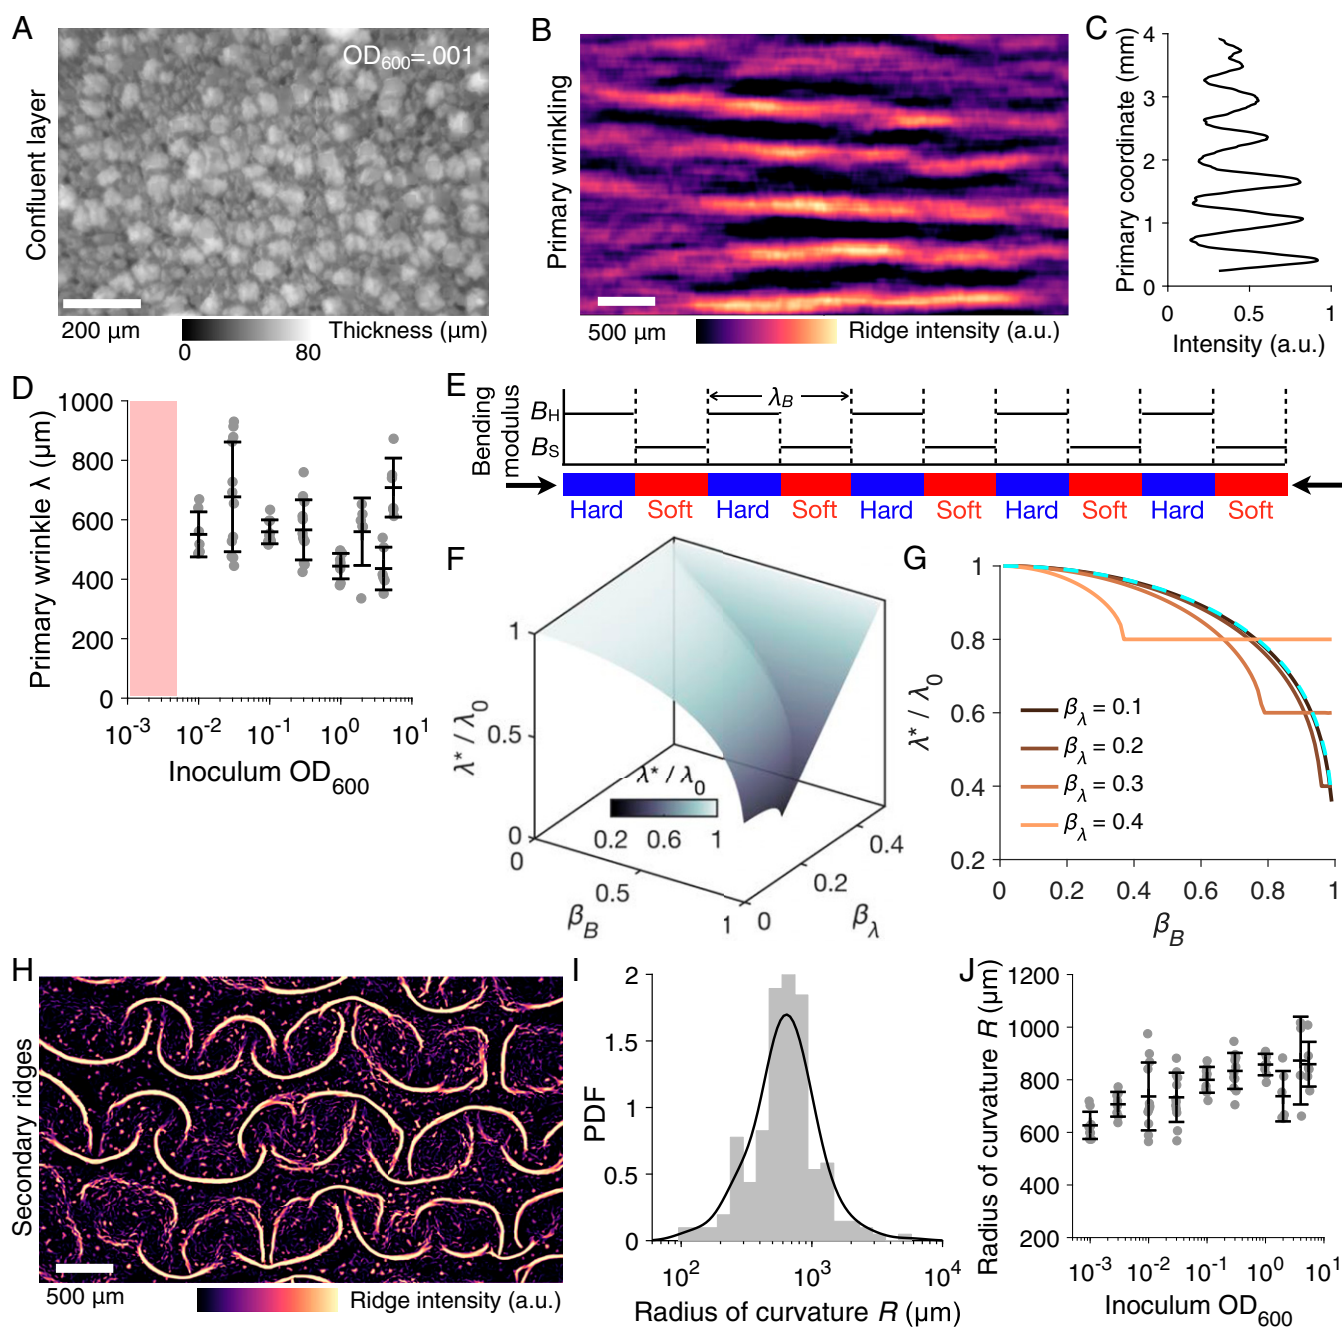 A
OD600=.001
Confluent layer
200 µm
0
80
Thickness (µm)
B
Primary wrinkling
500 µm
Ridge intensity (a.u.)
C
Primary coordinate (mm)
4
3
2
1
0
0
0.5
1
Intensity (a.u.)
D
Primary wrinkle λ (µm)
1000
800
600
400
200
0
10-3
10-2
10-1
100
101
Inoculum OD600
E
Bending
modulus
BH
BS
λB
Hard Soft Hard Soft Hard Soft Hard Soft Hard Soft
F
λ* / λ0
1
0.5
0
0
0.5
1
βB
0
0.2
0.4
βλ
λ* / λ0
0.2 0.6 1
G
λ* / λ0
1
0.8
0.6
0.4
0.2
βλ = 0.1
βλ = 0.2
βλ = 0.3
βλ = 0.4
0 0.2 0.4 0.6 0.8 1
βB
H
Secondary ridges
500 µm
Ridge intensity (a.u.)
I
PDF
2
1.5
1
0.5
0
102
103
104
Radius of curvature R (µm)
J
Radius of curvature R (µm)
1200
1000
800
600
400
200
10-3
10-2
10-1
100
101
Inoculum OD600